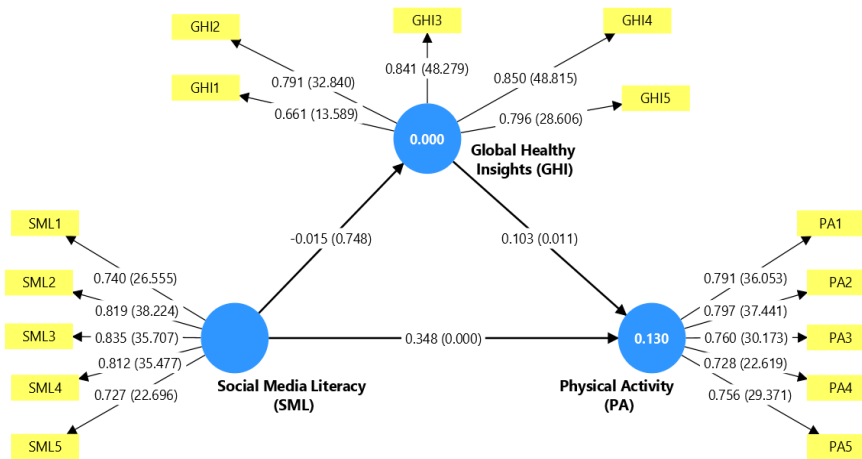 GHI3
GHI2
GHI4
0.841 (48.279)
0.791 (32.840)
0.850 (48.815)
GHI1
GHI5
0.661 (13.589)
0.796 (28.606)
0.000
Global Healthy
Insights (GHI)
SML1
PA1
-0.015 (0.748)
0.103 (0.011)
0.740 (26.555)
0.791 (36.053)
SML2
PA2
0.819 (38.224)
0.797 (37.441)
SML3
0.835 (35.707)
0.348 (0.000)
0.130
0.760 (30.173)
PA3
0.812 (35.477)
0.728 (22.619)
SML4
PA4
0.727 (22.696)
0.756 (29.371)
Social Media Literacy
(SML)
Physical Activity
(PA)
SML5
PA5